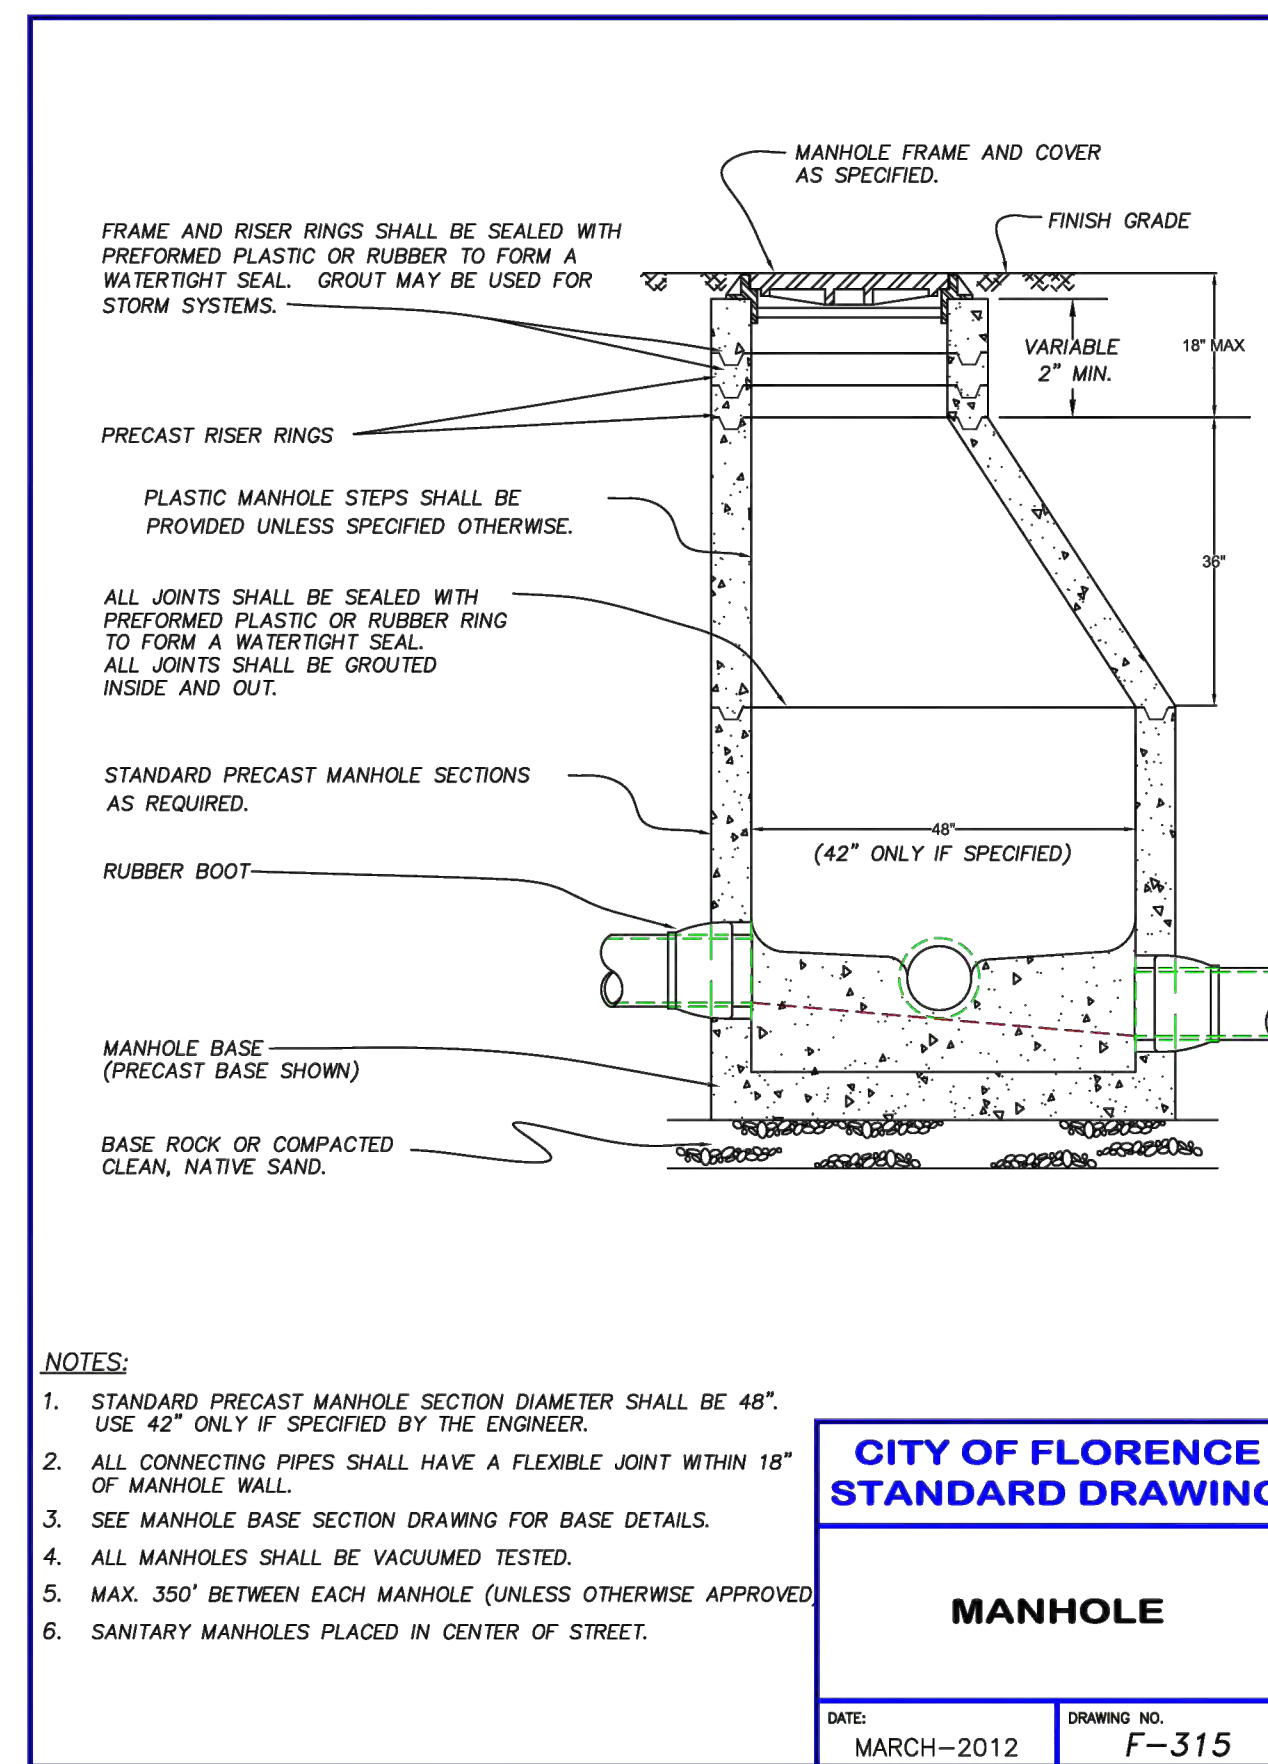 MANHOLE FRAME AND COVER
AS SPECIFIED.
FINISH GRADE
FRAME AND RISER RINGS SHALL BE SEALED WITH
PREFORMED PLASTIC OR RUBBER TO FORM A
WATERTIGHT SEAL. GROUT MAY BE USED FOR
STORM SYSTEMS.
VARIABLE
2" MIN.
18" MAX
PRECAST RISER RINGS
PLASTIC MANHOLE STEPS SHALL BE
PROVIDED UNLESS SPECIFIED OTHERWISE.
36"
ALL JOINTS SHALL BE SEALED WITH
PREFORMED PLASTIC OR RUBBER RING
TO FORM A WATERTIGHT SEAL.
ALL JOINTS SHALL BE GROUTED
INSIDE AND OUT.
STANDARD PRECAST MANHOLE SECTIONS
AS REQUIRED.
48"
(42" ONLY IF SPECIFIED)
RUBBER BOOT
MANHOLE BASE
(PRECAST BASE SHOWN)
BASE ROCK OR COMPACTED
CLEAN, NATIVE SAND.
NOTES:
1. STANDARD PRECAST MANHOLE SECTION DIAMETER SHALL BE 48".
USE 42" ONLY IF SPECIFIED BY THE ENGINEER.
2. ALL CONNECTING PIPES SHALL HAVE A FLEXIBLE JOINT WITHIN 18"
OF MANHOLE WALL.
3. SEE MANHOLE BASE SECTION DRAWING FOR BASE DETAILS.
4. ALL MANHOLES SHALL BE VACUUMED TESTED.
5. MAX. 350' BETWEEN EACH MANHOLE (UNLESS OTHERWISE APPROVED)
6. SANITARY MANHOLES PLACED IN CENTER OF STREET.
CITY OF FLORENCE
STANDARD DRAWING
MANHOLE
DATE:
MARCH-2012
DRAWING NO.
F-315